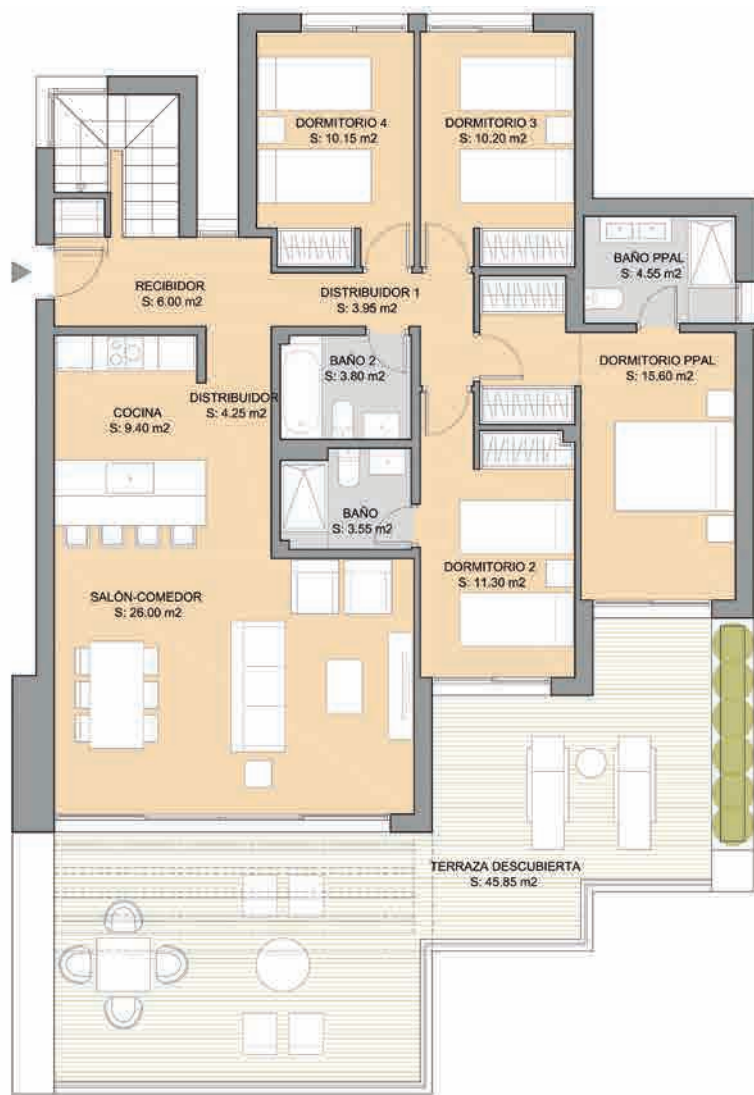 DORMITORIO 4
S: 10.15 m2
DORMITORIO 3
S: 10.20 m2
BAÑO PPAL
S: 4.55 m2
RECIBIDOR
S: 6.00 m2
DISTRIBUIDOR 1
S: 3.95 m2
BAÑO 2
S: 3.80 m2
DORMITORIO PPAL
S: 15.60 m2
DISTRIBUIDOR
S: 4.25 m2
COCINA
S: 9.40 m2
BAÑO
S: 3.55 m2
DORMITORIO 2
S: 11.30 m2
SALÓN-COMEDOR
S: 26.00 m2
TERRAZA DESCUBIERTA
S: 45.85 m2